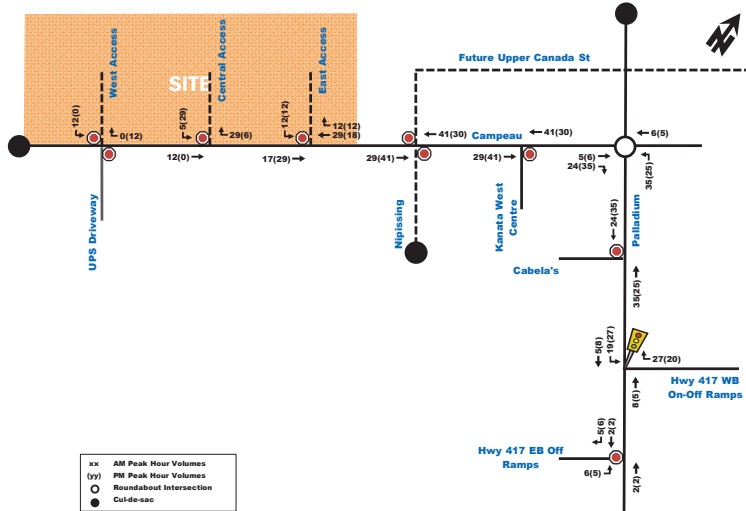 SITE
West Access
Central Access
East Access
Future Upper Canada St
12(0)
0(12)
5(29)
29(6)
12(12)
12(12)
29(18)
41(30)
Campeau
41(30)
6(5)
12(0)
17(29)
29(41)
29(41)
5(6)
24(35)
35(25)
UPS Driveway
Nipissing
Kanata West
Centre
24(35)
Palladium
Cabela's
35(25)
5(8)
19(27)
27(20)
Hwy 417 WB
On-Off Ramps
8(5)
5(6)
2(2)
Hwy 417 EB Off
Ramps
6(5)
2(2)
xx AM Peak Hour Volumes
(yy) PM Peak Hour Volumes
Roundabout Intersection
Cul-de-sac